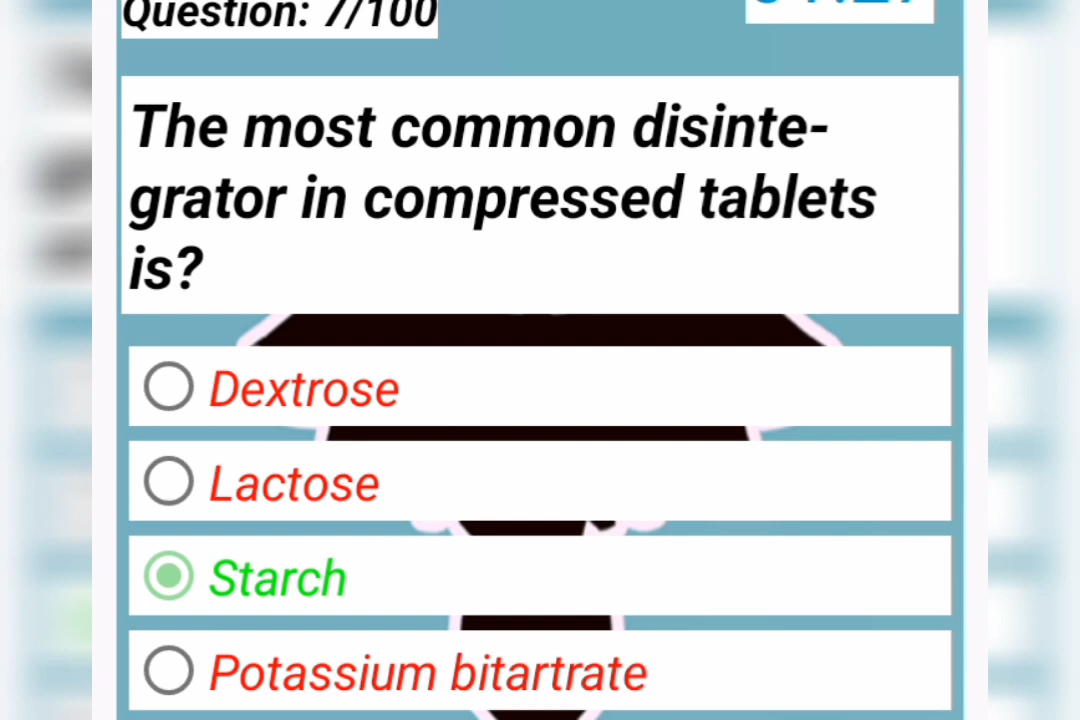 Question: 7/100
The most common disinte-
grator in compressed tablets
is?
Dextrose
Lactose
Starch
Potassium bitartrate